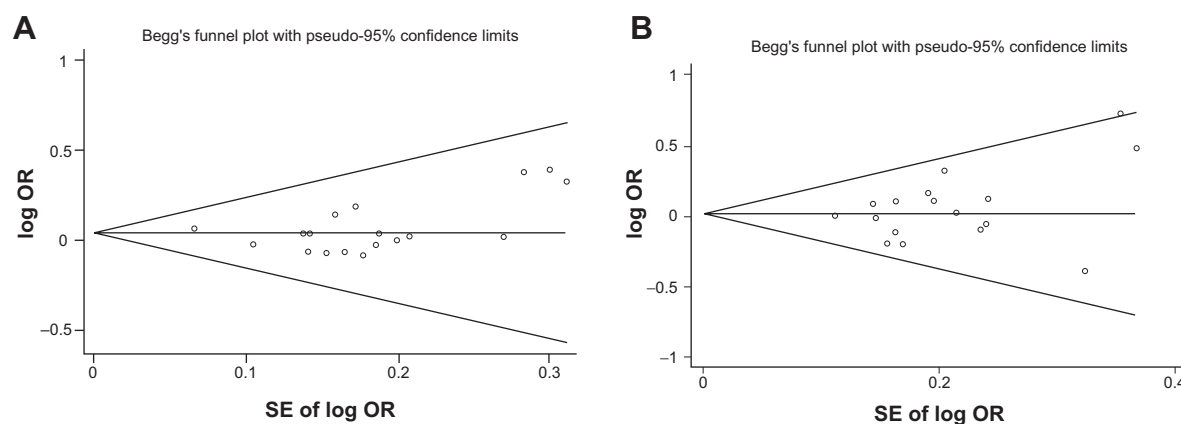 A
Begg's funnel plot with pseudo-95% confidence limits
1
0.5
0
–0.5
log OR
0
0.1
0.2
0.3
SE of log OR
B
Begg's funnel plot with pseudo-95% confidence limits
1
0.5
0
–0.5
–1
log OR
0
0.2
0.4
SE of log OR